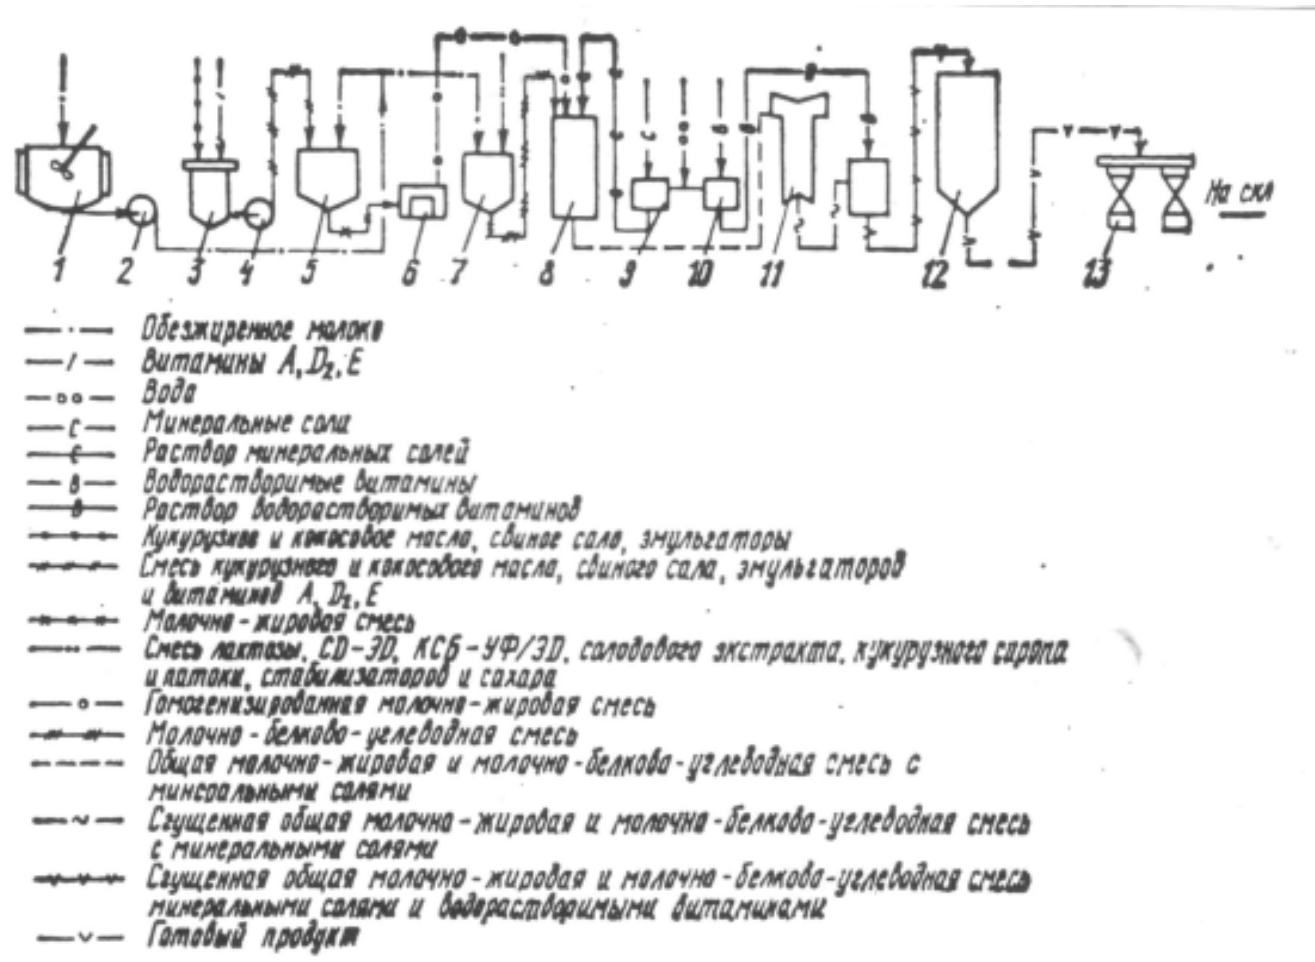 На скл
1 2 3 4 5 6 7 8 9 10 11 12 13
Обезжиренное молоко
Витамины А, D₂, Е
Вода
С Минеральные соли
С Раствор минеральных солей
В Водорастворимые витамины
В Раствор водорастворимых витаминов
Кукурузное и кокосовое масло, свиное сало, эмульгаторы
Смесь кукурузного и кокосового масла, свиного сала, эмульгаторов
и витаминов А, D₂, Е
Молочно-жировая смесь
Смесь лактозы, СД-ЭД, КСБ-УФ/ЭД, солодового экстракта, кукурузного сиропа
и патоки, стабилизаторов и сахара
Гомогенизированная молочно-жировая смесь
Молочно-белково-углеводная смесь
Общая молочно-жировая и молочно-белково-углеводная смесь с
минеральными солями
Сгущенная общая молочно-жировая и молочно-белково-углеводная смесь
с минеральными солями
Сгущенная общая молочно-жировая и молочно-белково-углеводная смесь
минеральными солями и водорастворимыми витаминами
Готовый продукт